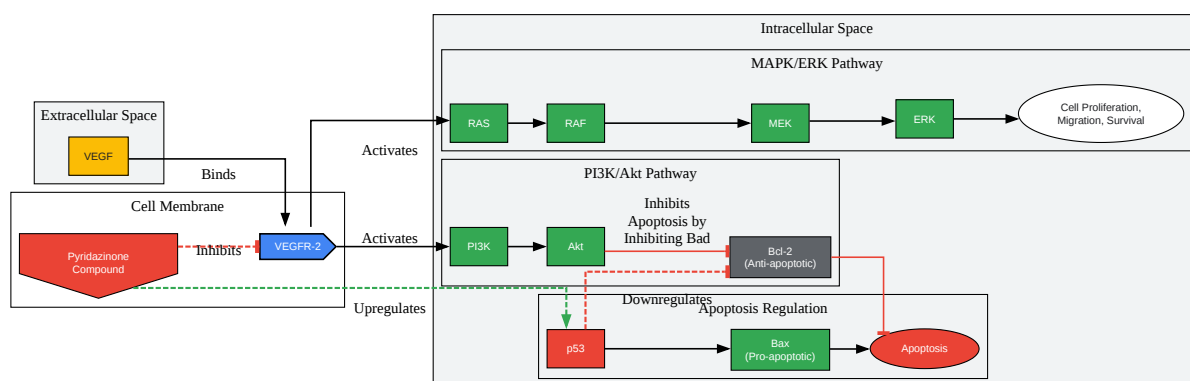 Intracellular Space
MAPK/ERK Pathway
Extracellular Space
VEGF
RAS
RAF
MEK
ERK
Cell Proliferation,
Migration, Survival
Activates
Binds
PI3K/Akt Pathway
Cell Membrane
Inhibits
Apoptosis by
Inhibiting Bad
Pyridazinone
Compound
Inhibits
VEGFR-2
Activates
PI3K
Akt
Bcl-2
(Anti-apoptotic)
Upregulates
Downregulates
Apoptosis Regulation
p53
Bax
(Pro-apoptotic)
Apoptosis